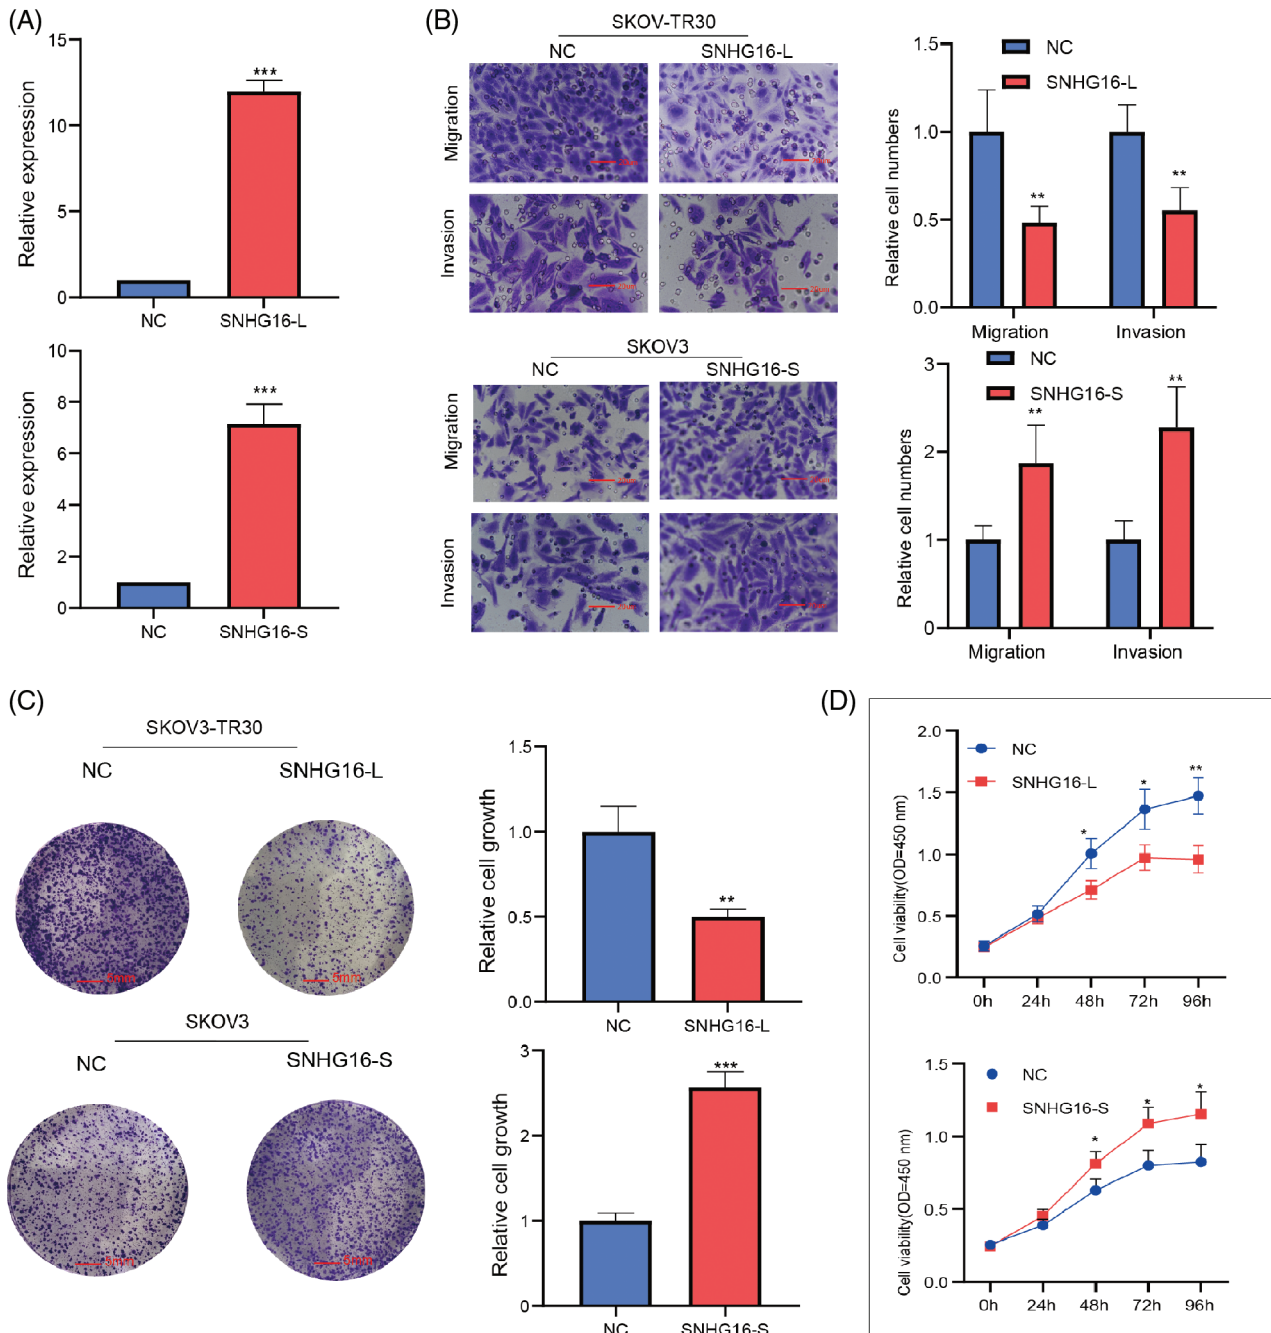 (A)
15
10
5
0
Relative expression
***
NC
SNHG16-L
10
8
6
4
2
0
Relative expression
***
NC
SNHG16-S
(B)
SKOV-TR30
NC
SNHG16-L
Migration
Invasion
NC
SNHG16-L
1.5
1.0
0.5
0.0
Relative cell numbers
**
**
Migration
Invasion
SKOV3
NC
SNHG16-S
Migration
20um
Invasion
20um
NC
SNHG16-S
3
2
1
0
Relative cell numbers
**
**
Migration
Invasion
(C)
SKOV3-TR30
NC
SNHG16-L
5mm
5mm
1.5
1.0
0.5
0.0
Relative cell growth
**
NC
SNHG16-L
SKOV3
NC
SNHG16-S
5mm
5mm
3
2
1
0
Relative cell growth
***
NC
SNHG16-S
(D)
2.0
1.5
1.0
0.5
0.0
Cell viability(OD=450 nm)
NC
SNHG16-L
*
*
**
0h
24h
48h
72h
96h
1.5
1.0
0.5
0.0
Cell viability(OD=450 nm)
NC
SNHG16-S
*
*
*
0h
24h
48h
72h
96h